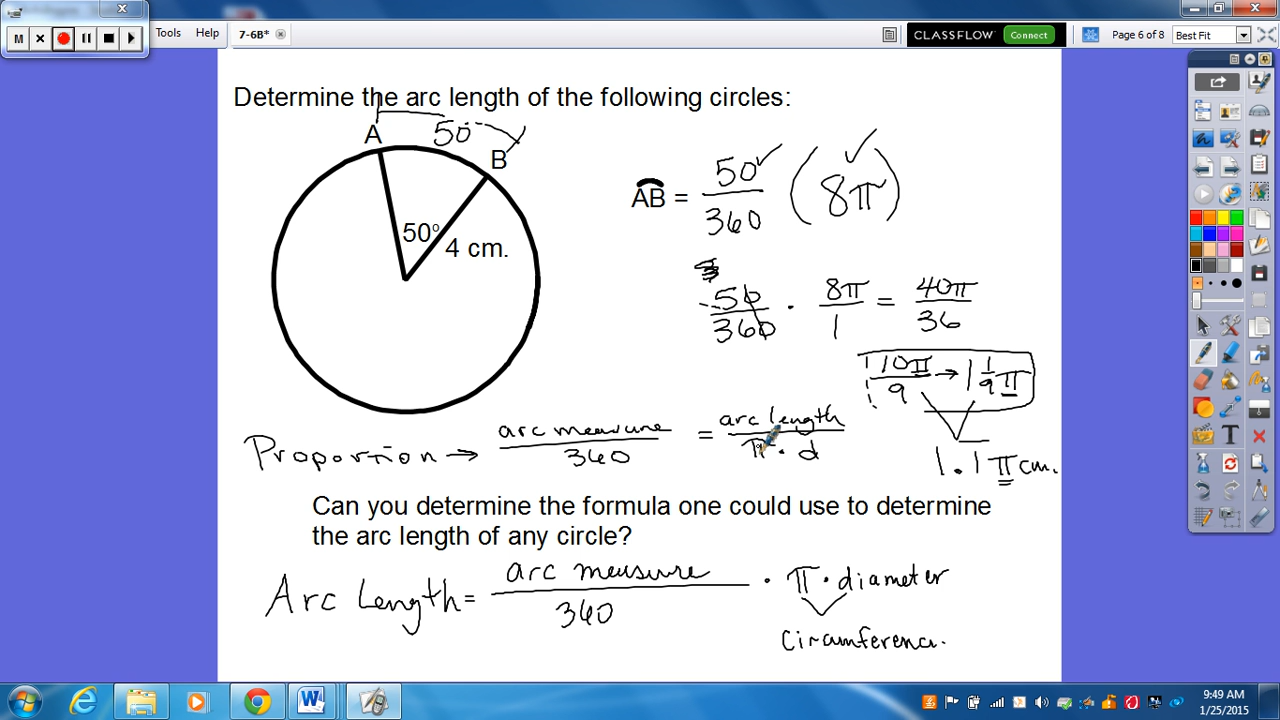 M
Tools Help 7-6B*
CLASSFLOW Connect
Page 6 of 8 Best Fit
Determine the arc length of the following circles:
50°
A
B
50°
4 cm.
AB = 50/360 (8π)
50/360 · 8π/1 = 40π/36
10π/9 → 1 1/9 π
1.1π cm.
Proportion → arc measure/360 = arc length/π · d
Can you determine the formula one could use to determine
the arc length of any circle?
Arc Length = arc measure/360 · π · diameter
T
9:49 AM
1/25/2015